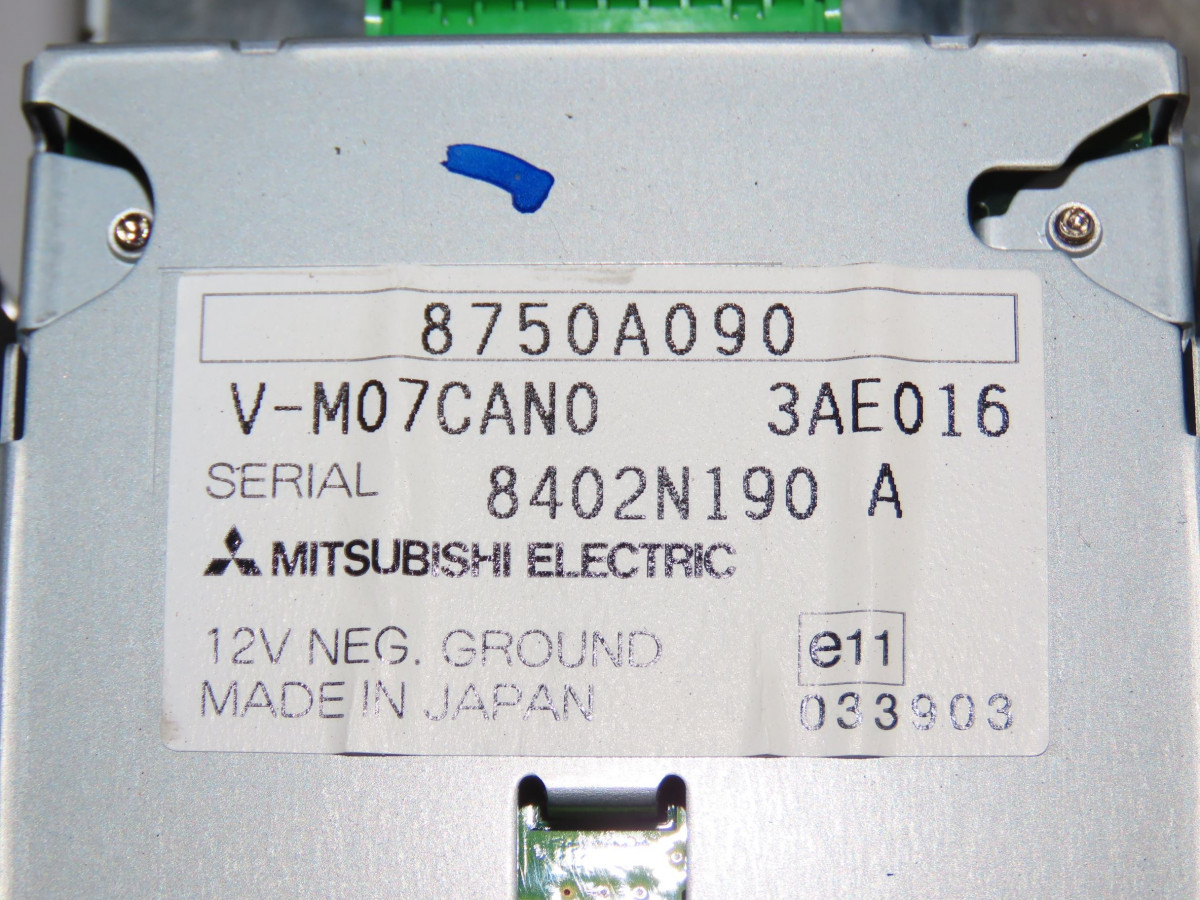 8750A090
V-M07CAN0 3AE016
SERIAL 8402N190 A
MITSUBISHI ELECTRIC
12V NEG. GROUND e11
MADE IN JAPAN 033903